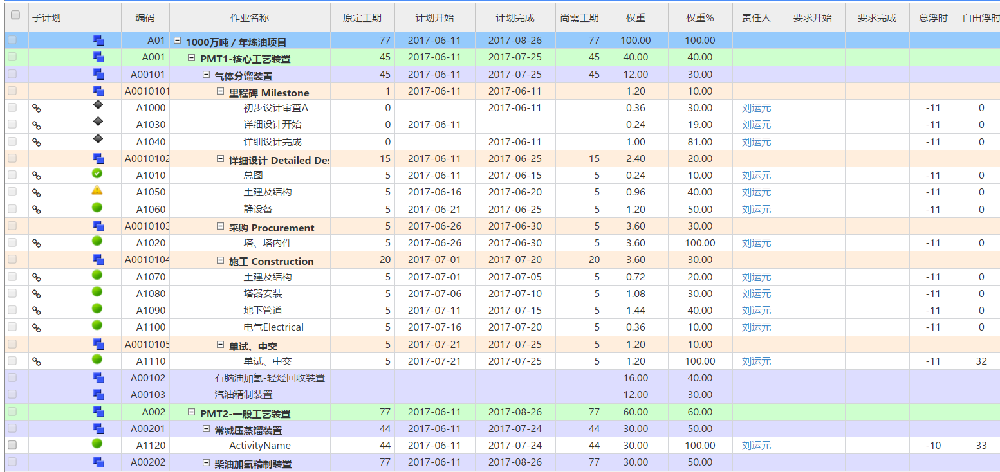 子计划 编码 作业名称 原定工期 计划开始 计划完成 尚需工期 权重 权重% 责任人 要求开始 要求完成 总浮时 自由浮时
A01 1000万吨 / 年炼油项目 77 2017-06-11 2017-08-26 77 100.00 100.00
A001 PMT1-核心工艺装置 45 2017-06-11 2017-07-25 45 40.00 40.00
A00101 气体分馏装置 45 2017-06-11 2017-07-25 45 12.00 30.00
A0010101 里程碑 Milestone 1 2017-06-11 2017-06-11 1.20 10.00
A1000 初步设计审查A 0 2017-06-11 0.36 30.00 刘运元 -11 0
A1030 详细设计开始 0 2017-06-11 0.24 19.00 刘运元 -11 0
A1040 详细设计完成 0 2017-06-11 1.00 81.00 刘运元 -11 0
A0010102 详细设计 Detailed Des 15 2017-06-11 2017-06-25 15 2.40 20.00
A1010 总图 5 2017-06-11 2017-06-15 5 0.24 10.00 刘运元 -11 0
A1050 土建及结构 5 2017-06-16 2017-06-20 5 0.96 40.00 刘运元 -11 0
A1060 静设备 5 2017-06-21 2017-06-25 5 1.20 50.00 刘运元 -11 0
A0010103 采购 Procurement 5 2017-06-26 2017-06-30 5 3.60 30.00
A1020 塔、塔内件 5 2017-06-26 2017-06-30 5 3.60 100.00 刘运元 -11 0
A0010104 施工 Construction 20 2017-07-01 2017-07-20 20 3.60 30.00
A1070 土建及结构 5 2017-07-01 2017-07-05 5 0.72 20.00 刘运元 -11 0
A1080 塔器安装 5 2017-07-06 2017-07-10 5 1.08 30.00 刘运元 -11 0
A1090 地下管道 5 2017-07-11 2017-07-15 5 1.44 40.00 刘运元 -11 0
A1100 电气Electrical 5 2017-07-16 2017-07-20 5 0.36 10.00 刘运元 -11 0
A0010105 单试、中交 5 2017-07-21 2017-07-25 5 1.20 10.00
A1110 单试、中交 5 2017-07-21 2017-07-25 5 1.20 100.00 刘运元 -11 32
A00102 石脑油加氢-轻烃回收装置 16.00 40.00
A00103 汽油精制装置 12.00 30.00
A002 PMT2-一般工艺装置 77 2017-06-11 2017-08-26 77 60.00 60.00
A00201 常减压蒸馏装置 44 2017-06-11 2017-07-24 44 30.00 50.00
A1120 ActivityName 44 2017-06-11 2017-07-24 44 30.00 100.00 刘运元 -10 33
A00202 柴油加氢精制装置 77 2017-06-11 2017-08-26 77 30.00 50.00